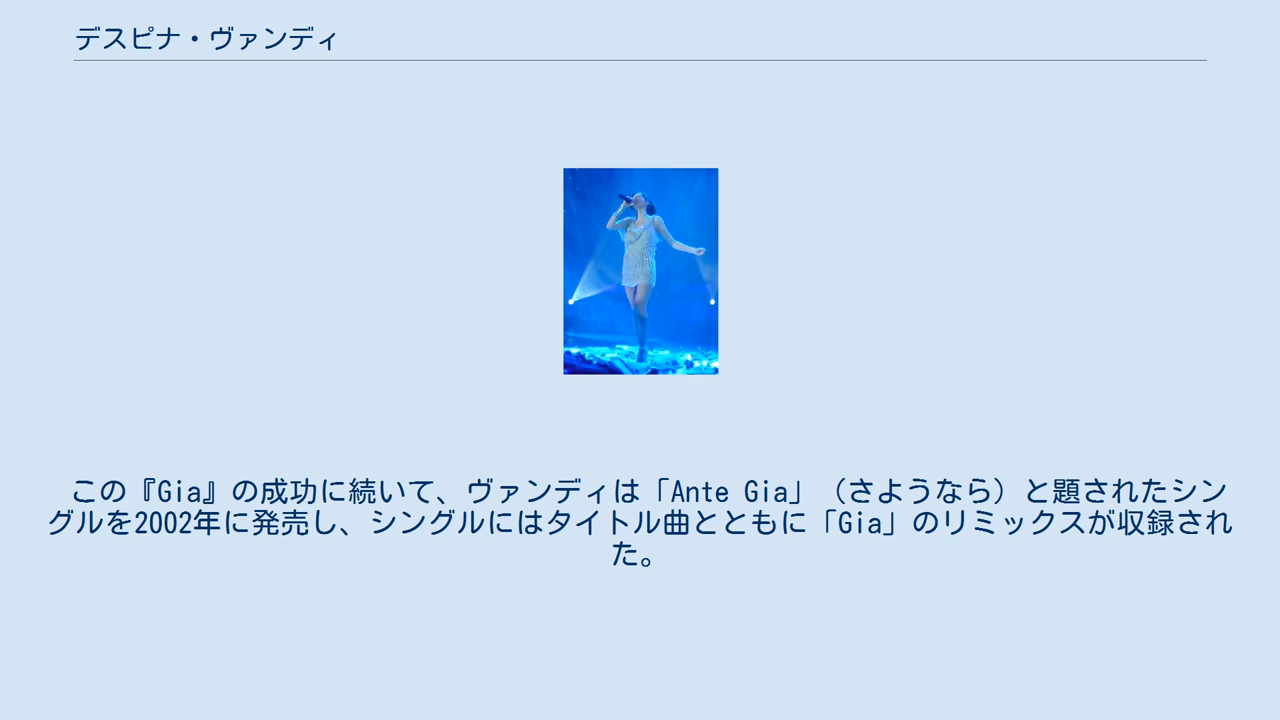 デスピナ・ヴァンディ
この『Gia』の成功に続いて、ヴァンディは「Ante Gia」（さようなら）と題されたシン
グルを2002年に発売し、シングルにはタイトル曲とともに「Gia」のリミックスが収録され
た。